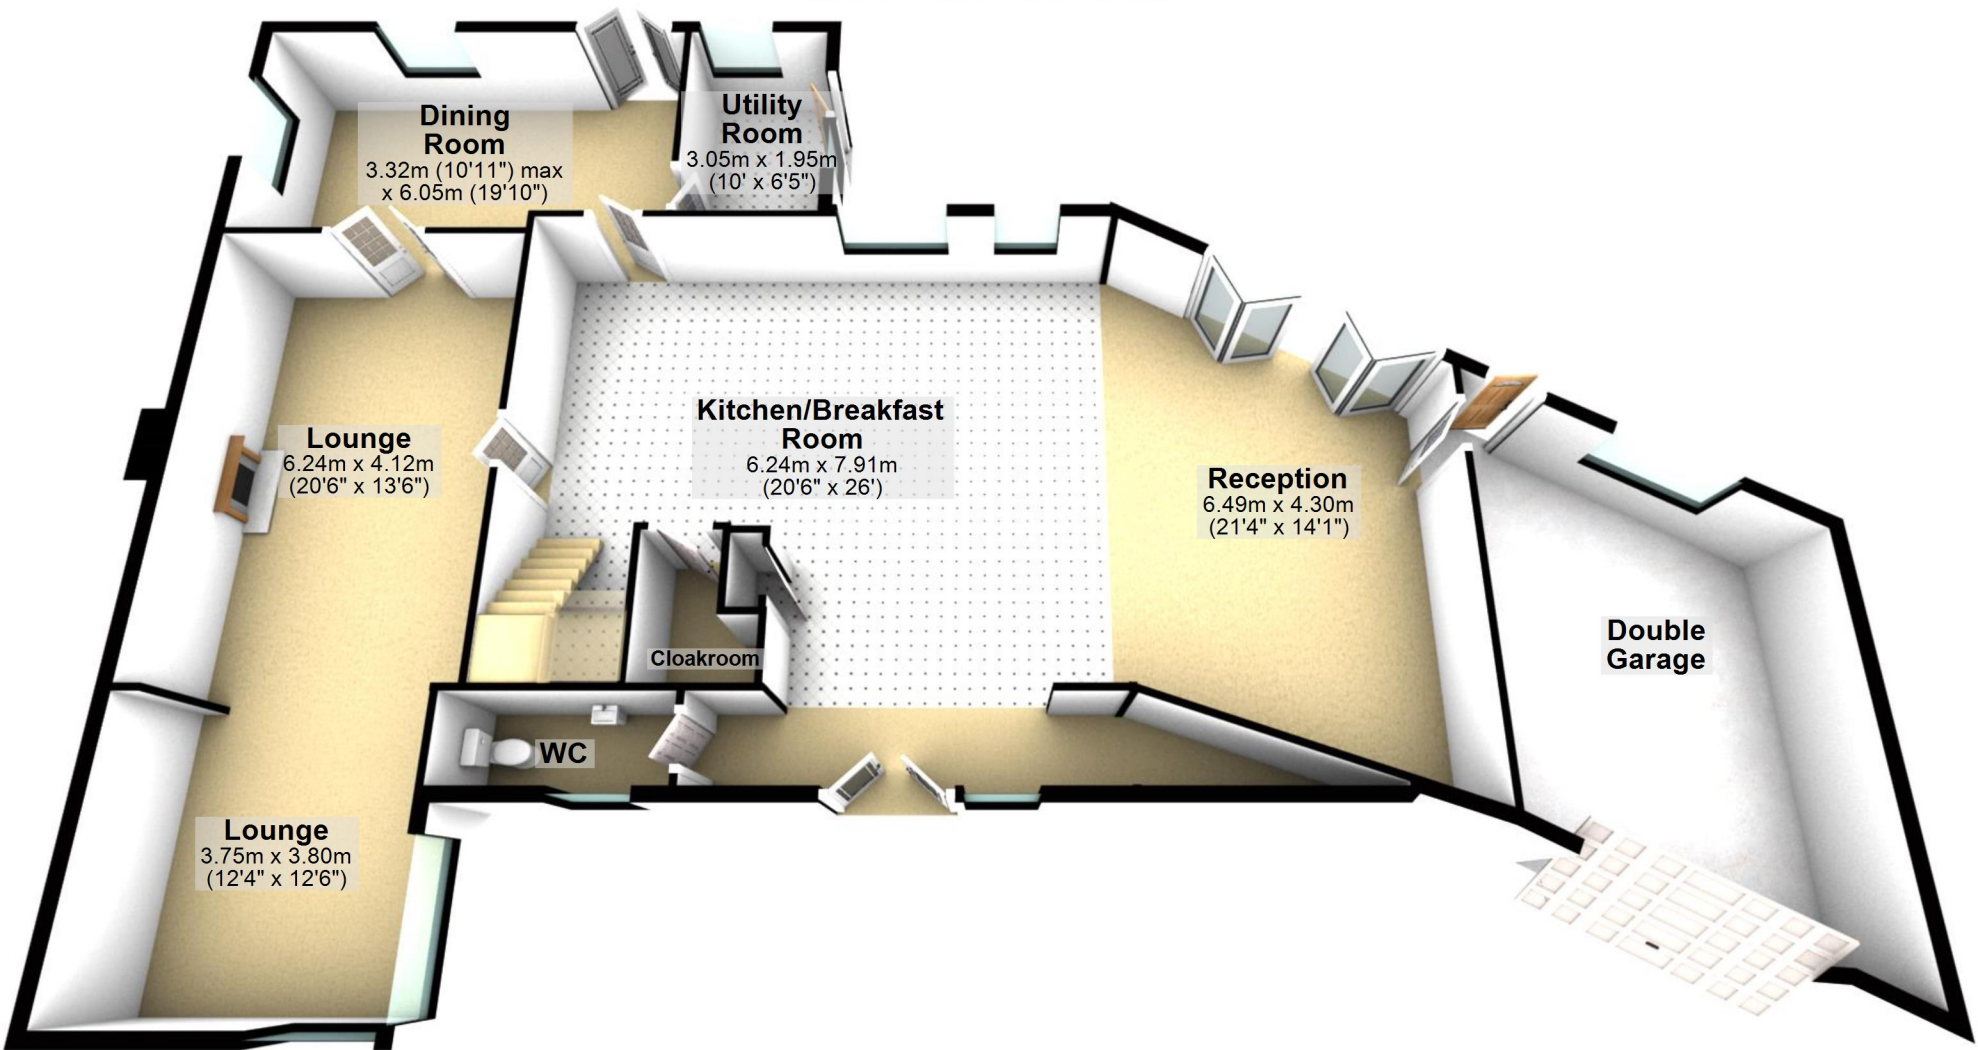 Dining
Room
3.32m (10'11") max
x 6.05m (19'10")
Utility
Room
3.05m x 1.95m
(10' x 6'5")
Lounge
6.24m x 4.12m
(20'6" x 13'6")
Kitchen/Breakfast
Room
6.24m x 7.91m
(20'6" x 26')
Reception
6.49m x 4.30m
(21'4" x 14'1")
Double
Garage
Cloakroom
WC
Lounge
3.75m x 3.80m
(12'4" x 12'6")